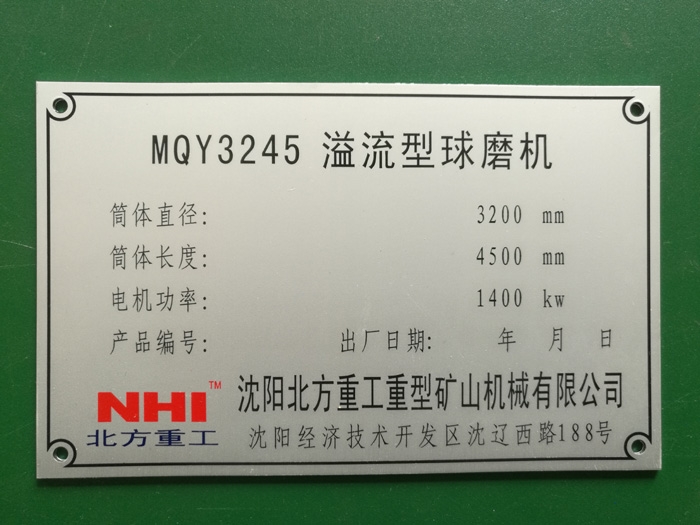 MQY3245 溢流型球磨机
筒体直径: 3200 mm
筒体长度: 4500 mm
电机功率: 1400 kw
产品编号: 出厂日期: 年 月 日
NHI™ 沈阳北方重工重型矿山机械有限公司
北方重工 沈阳经济技术开发区沈辽西路188号